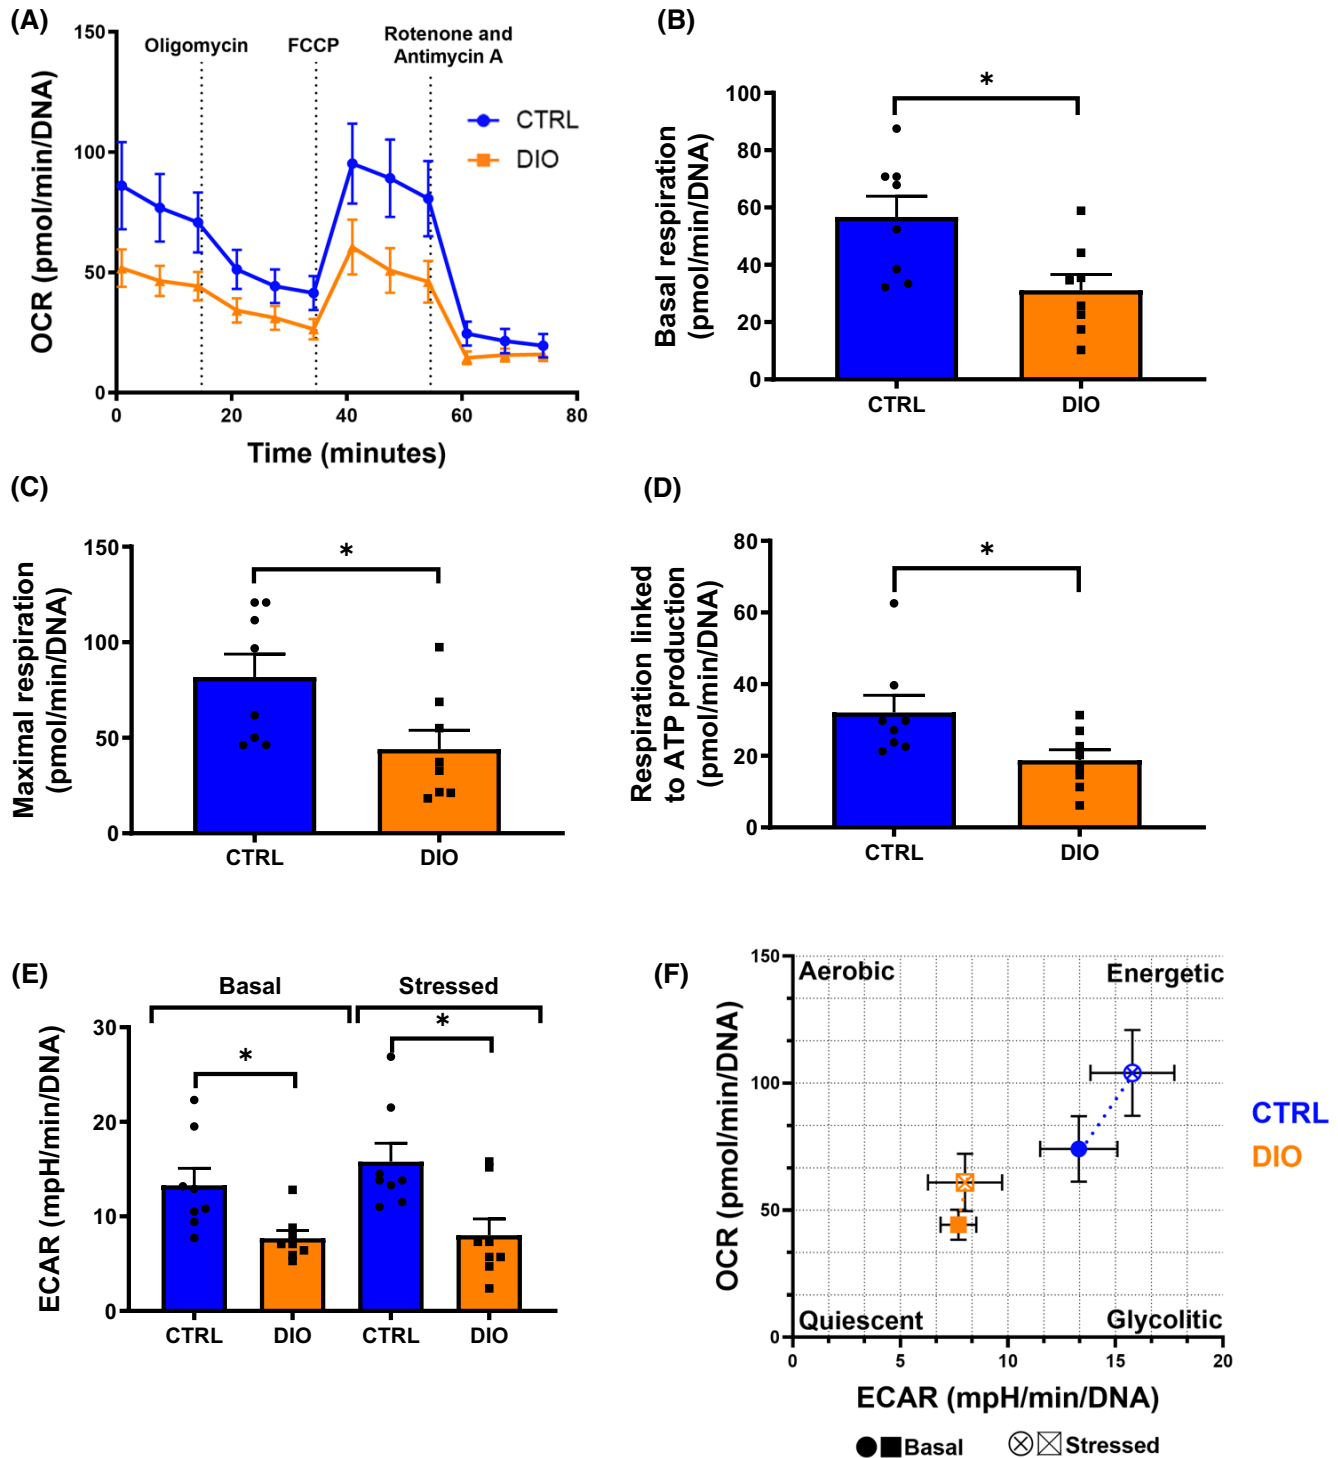 (A)
150
100
50
0
OCR (pmol/min/DNA)
Oligomycin
FCCP
Rotenone and
Antimycin A
CTRL
DIO
0 20 40 60 80
Time (minutes)
(B)
100
80
60
40
20
0
Basal respiration
(pmol/min/DNA)
*
CTRL DIO
(C)
150
100
50
0
Maximal respiration
(pmol/min/DNA)
*
CTRL DIO
(D)
80
60
40
20
0
Respiration linked
to ATP production
(pmol/min/DNA)
*
CTRL DIO
(E)
Basal Stressed
30
20
10
0
ECAR (mpH/min/DNA)
*
*
CTRL DIO CTRL DIO
(F)
150
100
50
0
OCR (pmol/min/DNA)
Aerobic Energetic
Quiescent Glycolitic
CTRL
DIO
0 5 10 15 20
ECAR (mpH/min/DNA)
Basal Stressed